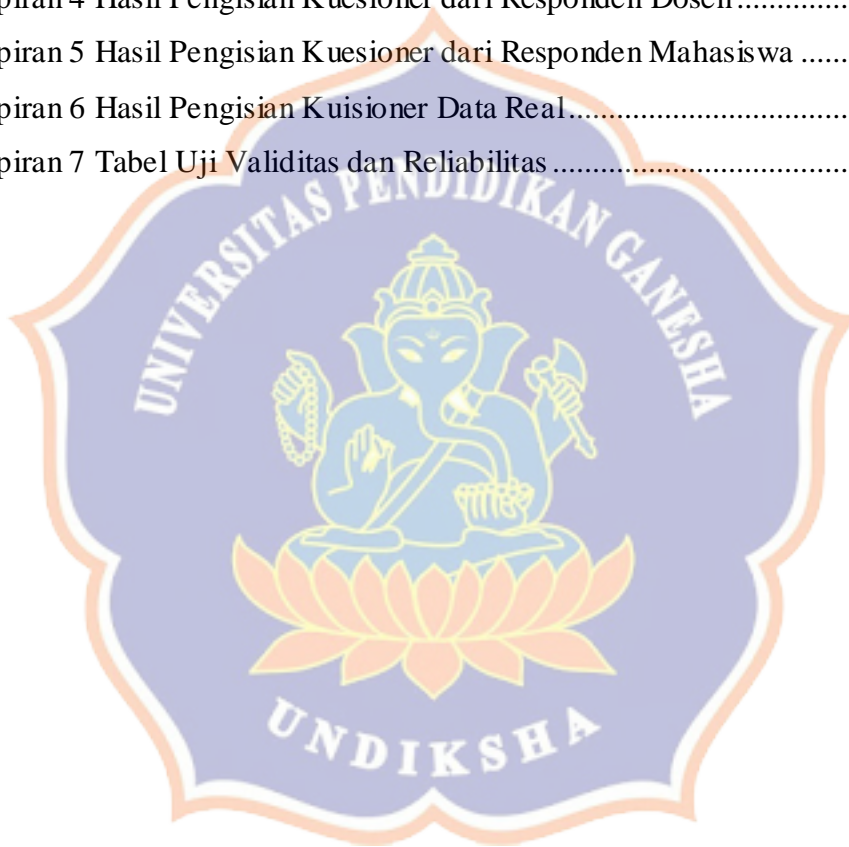 piran 4 Hasil Pengisian Kuesioner dari Responden Dosen....................
piran 5 Hasil Pengisian Kuesioner dari Responden Mahasiswa ......
piran 6 Hasil Pengisian Kuisioner Data Real...................................
piran 7 Tabel Uji Validitas dan Reliabilitas .....................................
UNIVERSITAS PENDIDIKAN GANESHA
UNDIKSHA